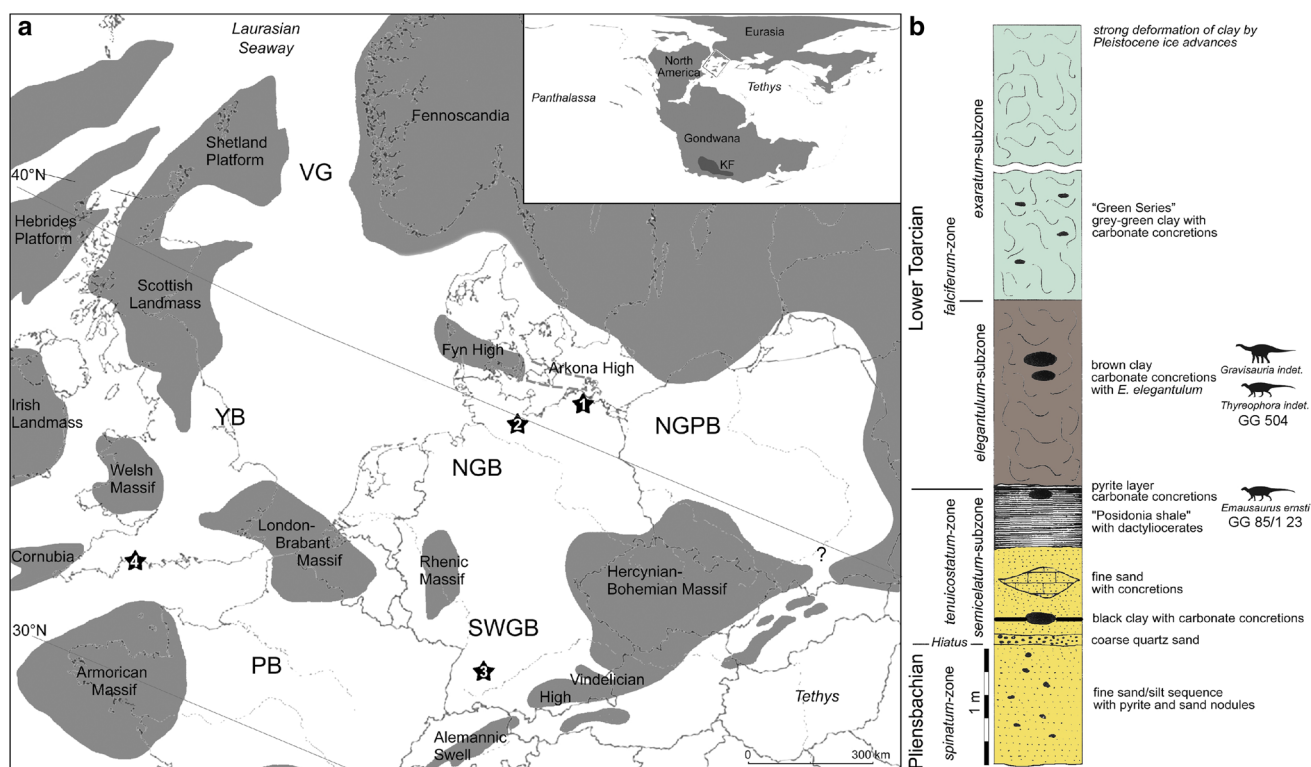 a
Laurasian
Seaway
Fennoscandia
Shetland
Platform
VG
40°N
Hebrides
Platform
Scottish
Landmass
Fyn High
Arkona High
1
2
Irish
Landmass
YB
NGPB
NGB
Welsh
Massif
London-
Brabant
Massif
Cornubia
4
Rhenic
Massif
Hercynian-
Bohemian Massif
?
30°N
SWGB
Armorican
Massif
PB
3
Vindelician
High
Tethys
Alemannic
Swell
0
300 km
Eurasia
North
America
Panthalassa
Tethys
Gondwana
KF
b
Lower Toarcian
Pliensbachian
falciferum-zone
tenuicostatum-zone
Hiatus
spinatum-zone
exaratum-subzone
elegantulum-subzone
semicelatum-subzone
1 m
strong deformation of clay by
Pleistocene ice advances
"Green Series"
grey-green clay with
carbonate concretions
brown clay
carbonate concretions
with E. elegantulum
Gravisauria indet.
Thyreophora indet.
GG 504
pyrite layer
carbonate concretions
"Posidonia shale"
with dactyliocerates
Emausaurus ernsti
GG 85/1 23
fine sand
with concretions
black clay with carbonate concretions
coarse quartz sand
fine sand/silt sequence
with pyrite and sand nodules